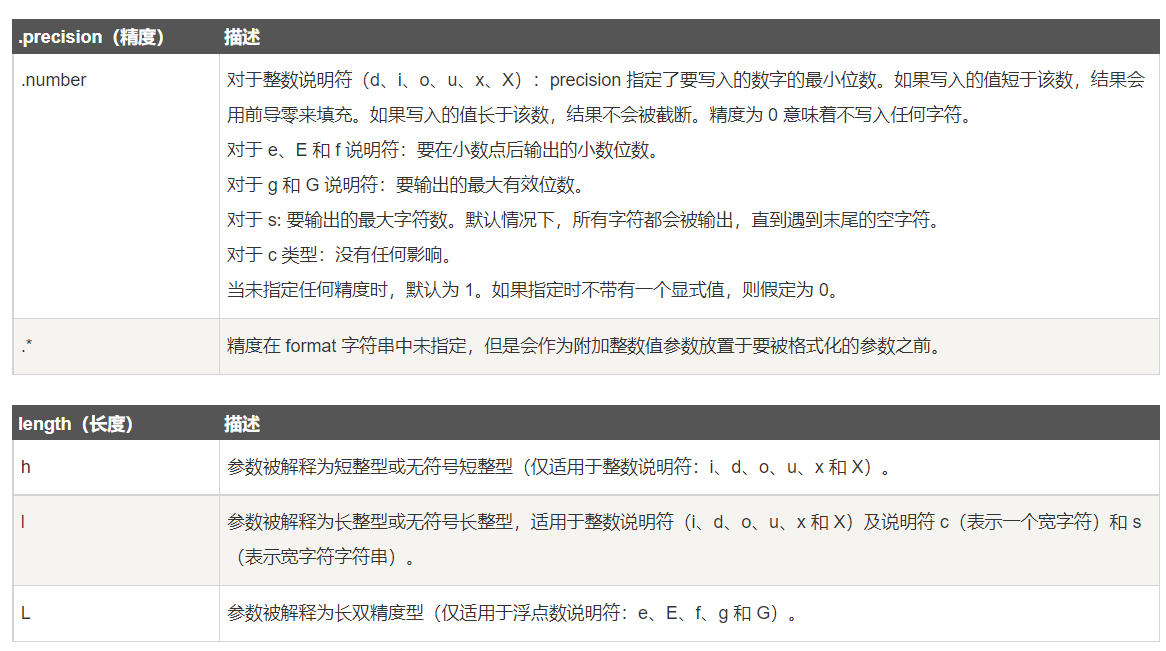 .precision（精度） 描述
.number 对于整数说明符（d、i、o、u、x、X）：precision 指定了要写入的数字的最小位数。如果写入的值短于该数，结果会
用前导零来填充。如果写入的值长于该数，结果不会被截断。精度为 0 意味着不写入任何字符。
对于 e、E 和 f 说明符：要在小数点后输出的小数位数。
对于 g 和 G 说明符：要输出的最大有效位数。
对于 s: 要输出的最大字符数。默认情况下，所有字符都会被输出，直到遇到末尾的空字符。
对于 c 类型：没有任何影响。
当未指定任何精度时，默认为 1。如果指定时不带有一个显式值，则假定为 0。
.* 精度在 format 字符串中未指定，但是会作为附加整数值参数放置于要被格式化的参数之前。
length（长度） 描述
h 参数被解释为短整型或无符号短整型（仅适用于整数说明符：i、d、o、u、x 和 X）。
l 参数被解释为长整型或无符号长整型，适用于整数说明符（i、d、o、u、x 和 X）及说明符 c（表示一个宽字符）和 s
（表示宽字符字符串）。
L 参数被解释为长双精度型（仅适用于浮点数说明符：e、E、f、g 和 G）。